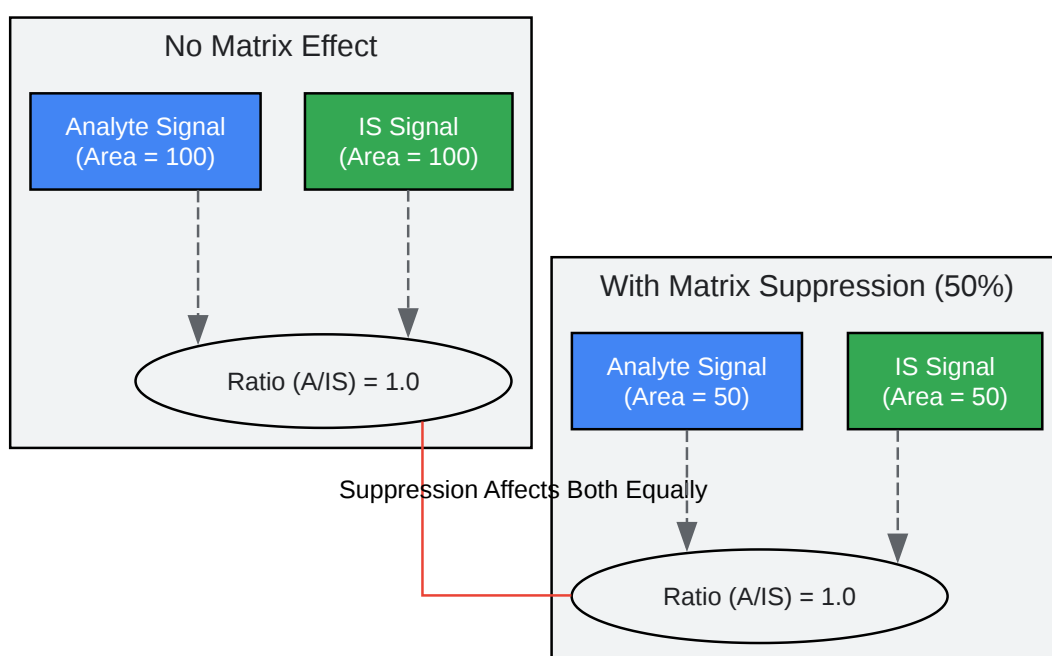 No Matrix Effect
Analyte Signal
(Area = 100)
IS Signal
(Area = 100)
Ratio (A/IS) = 1.0
With Matrix Suppression (50%)
Analyte Signal
(Area = 50)
IS Signal
(Area = 50)
Suppression Affects Both Equally
Ratio (A/IS) = 1.0